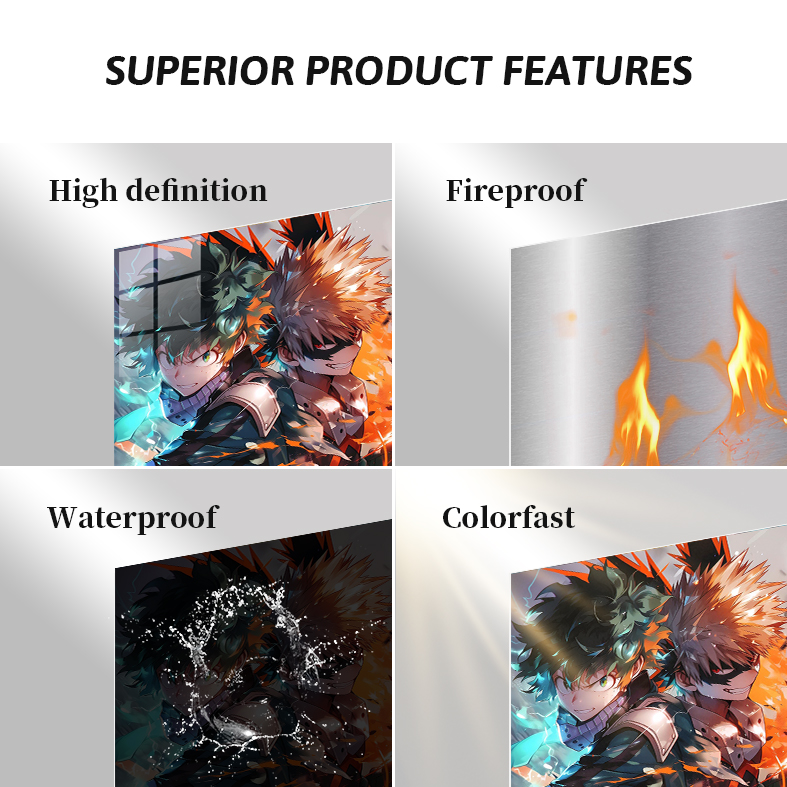 SUPERIOR PRODUCT FEATURES
High definition
Fireproof
Waterproof
Colorfast